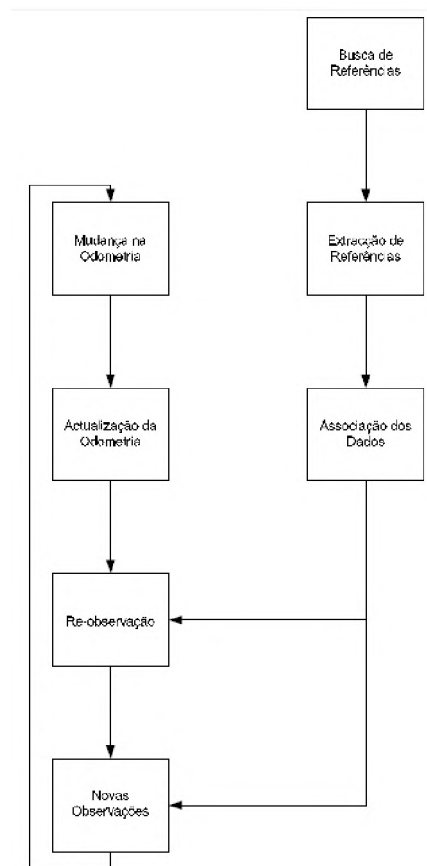 Busca de
Referências
Mudança na
Odometria
Extracção de
Referências
Actualização da
Odometria
Associação dos
Dados
Re-observação
Novas
Observações